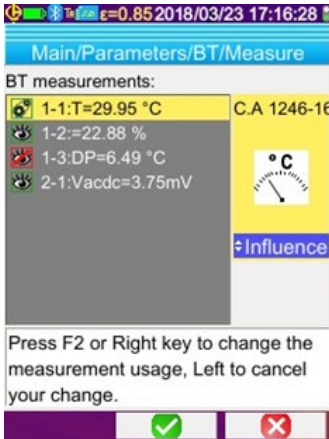 ε=0.85 2018/03/23 17:16:28
Main/Parameters/BT/Measure
BT measurements:
1-1:T=29.95 °C
1-2:=22.88 %
1-3:DP=6.49 °C
2-1:Vacdc=3.75mV
C.A 1246-16
°C
Influence
Press F2 or Right key to change the
measurement usage, Left to cancel
your change.